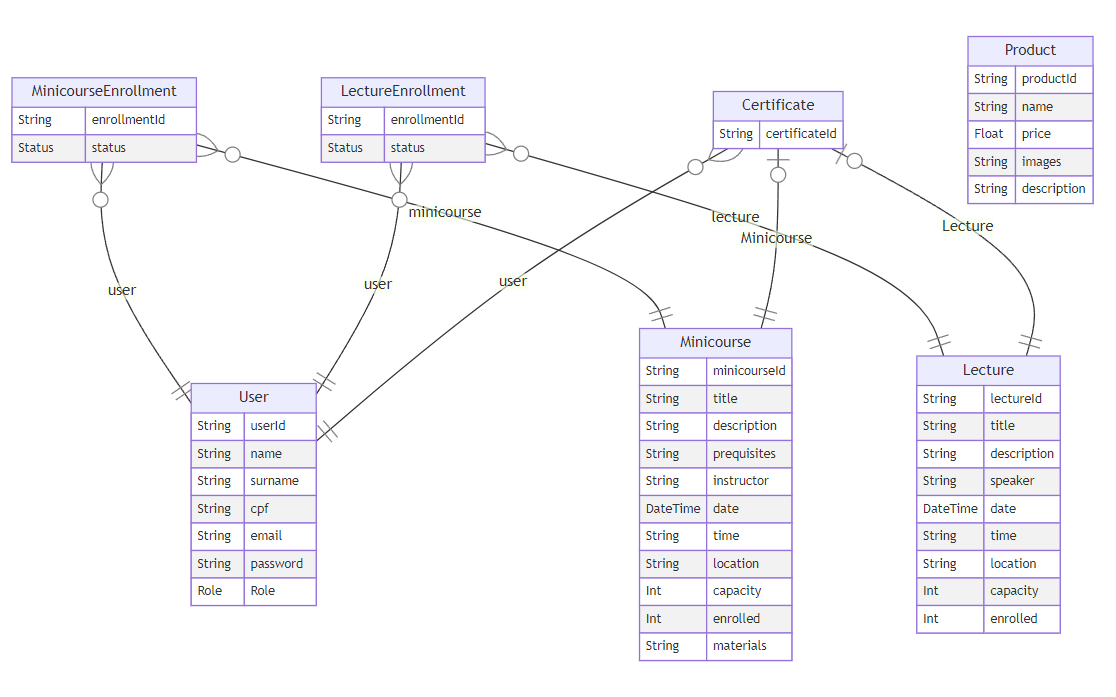 MinicourseEnrollment
String enrollmentId
Status status
LectureEnrollment
String enrollmentId
Status status
Certificate
String certificateId
Product
String productId
String name
Float price
String images
String description
minicourse
lecture
Minicourse
Lecture
user
user
user
User
String userId
String name
String surname
String cpf
String email
String password
Role Role
Minicourse
String minicourseId
String title
String description
String prequisites
String instructor
DateTime date
String time
String location
Int capacity
Int enrolled
String materials
Lecture
String lectureId
String title
String description
String speaker
DateTime date
String time
String location
Int capacity
Int enrolled